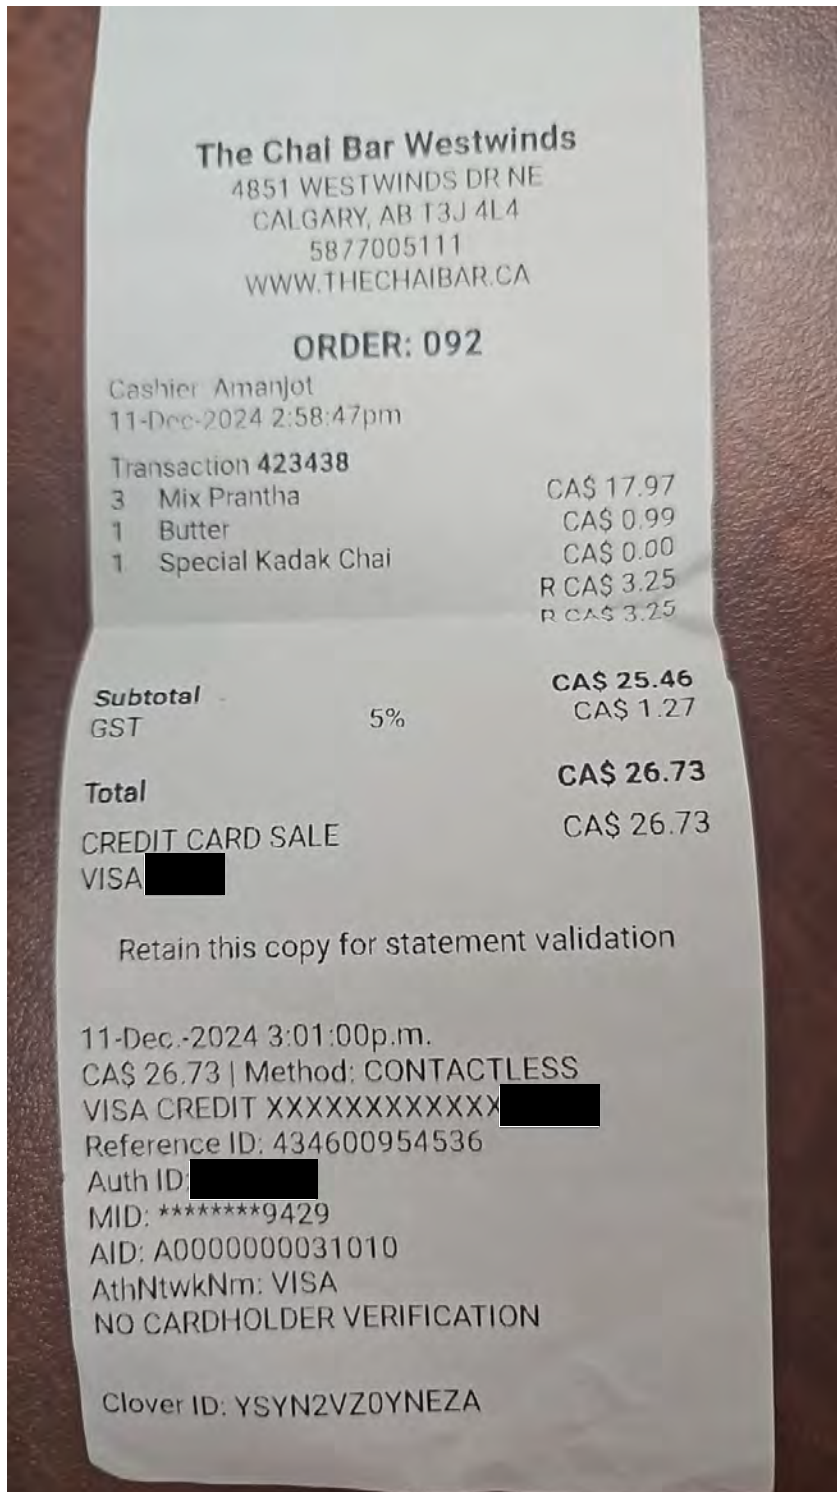 The Chai Bar Westwinds
4851 WESTWINDS DR NE
CALGARY, AB T3J 4L4
5877005111
WWW.THECHAIBAR.CA
ORDER: 092
Cashier Amanjot
11-Dec-2024 2:58:47pm
Transaction 423438
3 Mix Prantha CA$ 17.97
1 Butter CA$ 0.99
1 Special Kadak Chai CA$ 0.00
R CA$ 3.25
R CA$ 3.25
Subtotal CA$ 25.46
GST 5% CA$ 1.27
Total CA$ 26.73
CREDIT CARD SALE CA$ 26.73
VISA
Retain this copy for statement validation
11-Dec.-2024 3:01:00p.m.
CA$ 26.73 | Method: CONTACTLESS
VISA CREDIT XXXXXXXXXXXX
Reference ID: 434600954536
Auth ID:
MID: ********9429
AID: A0000000031010
AthNtwkNm: VISA
NO CARDHOLDER VERIFICATION
Clover ID: YSYN2VZ0YNEZA